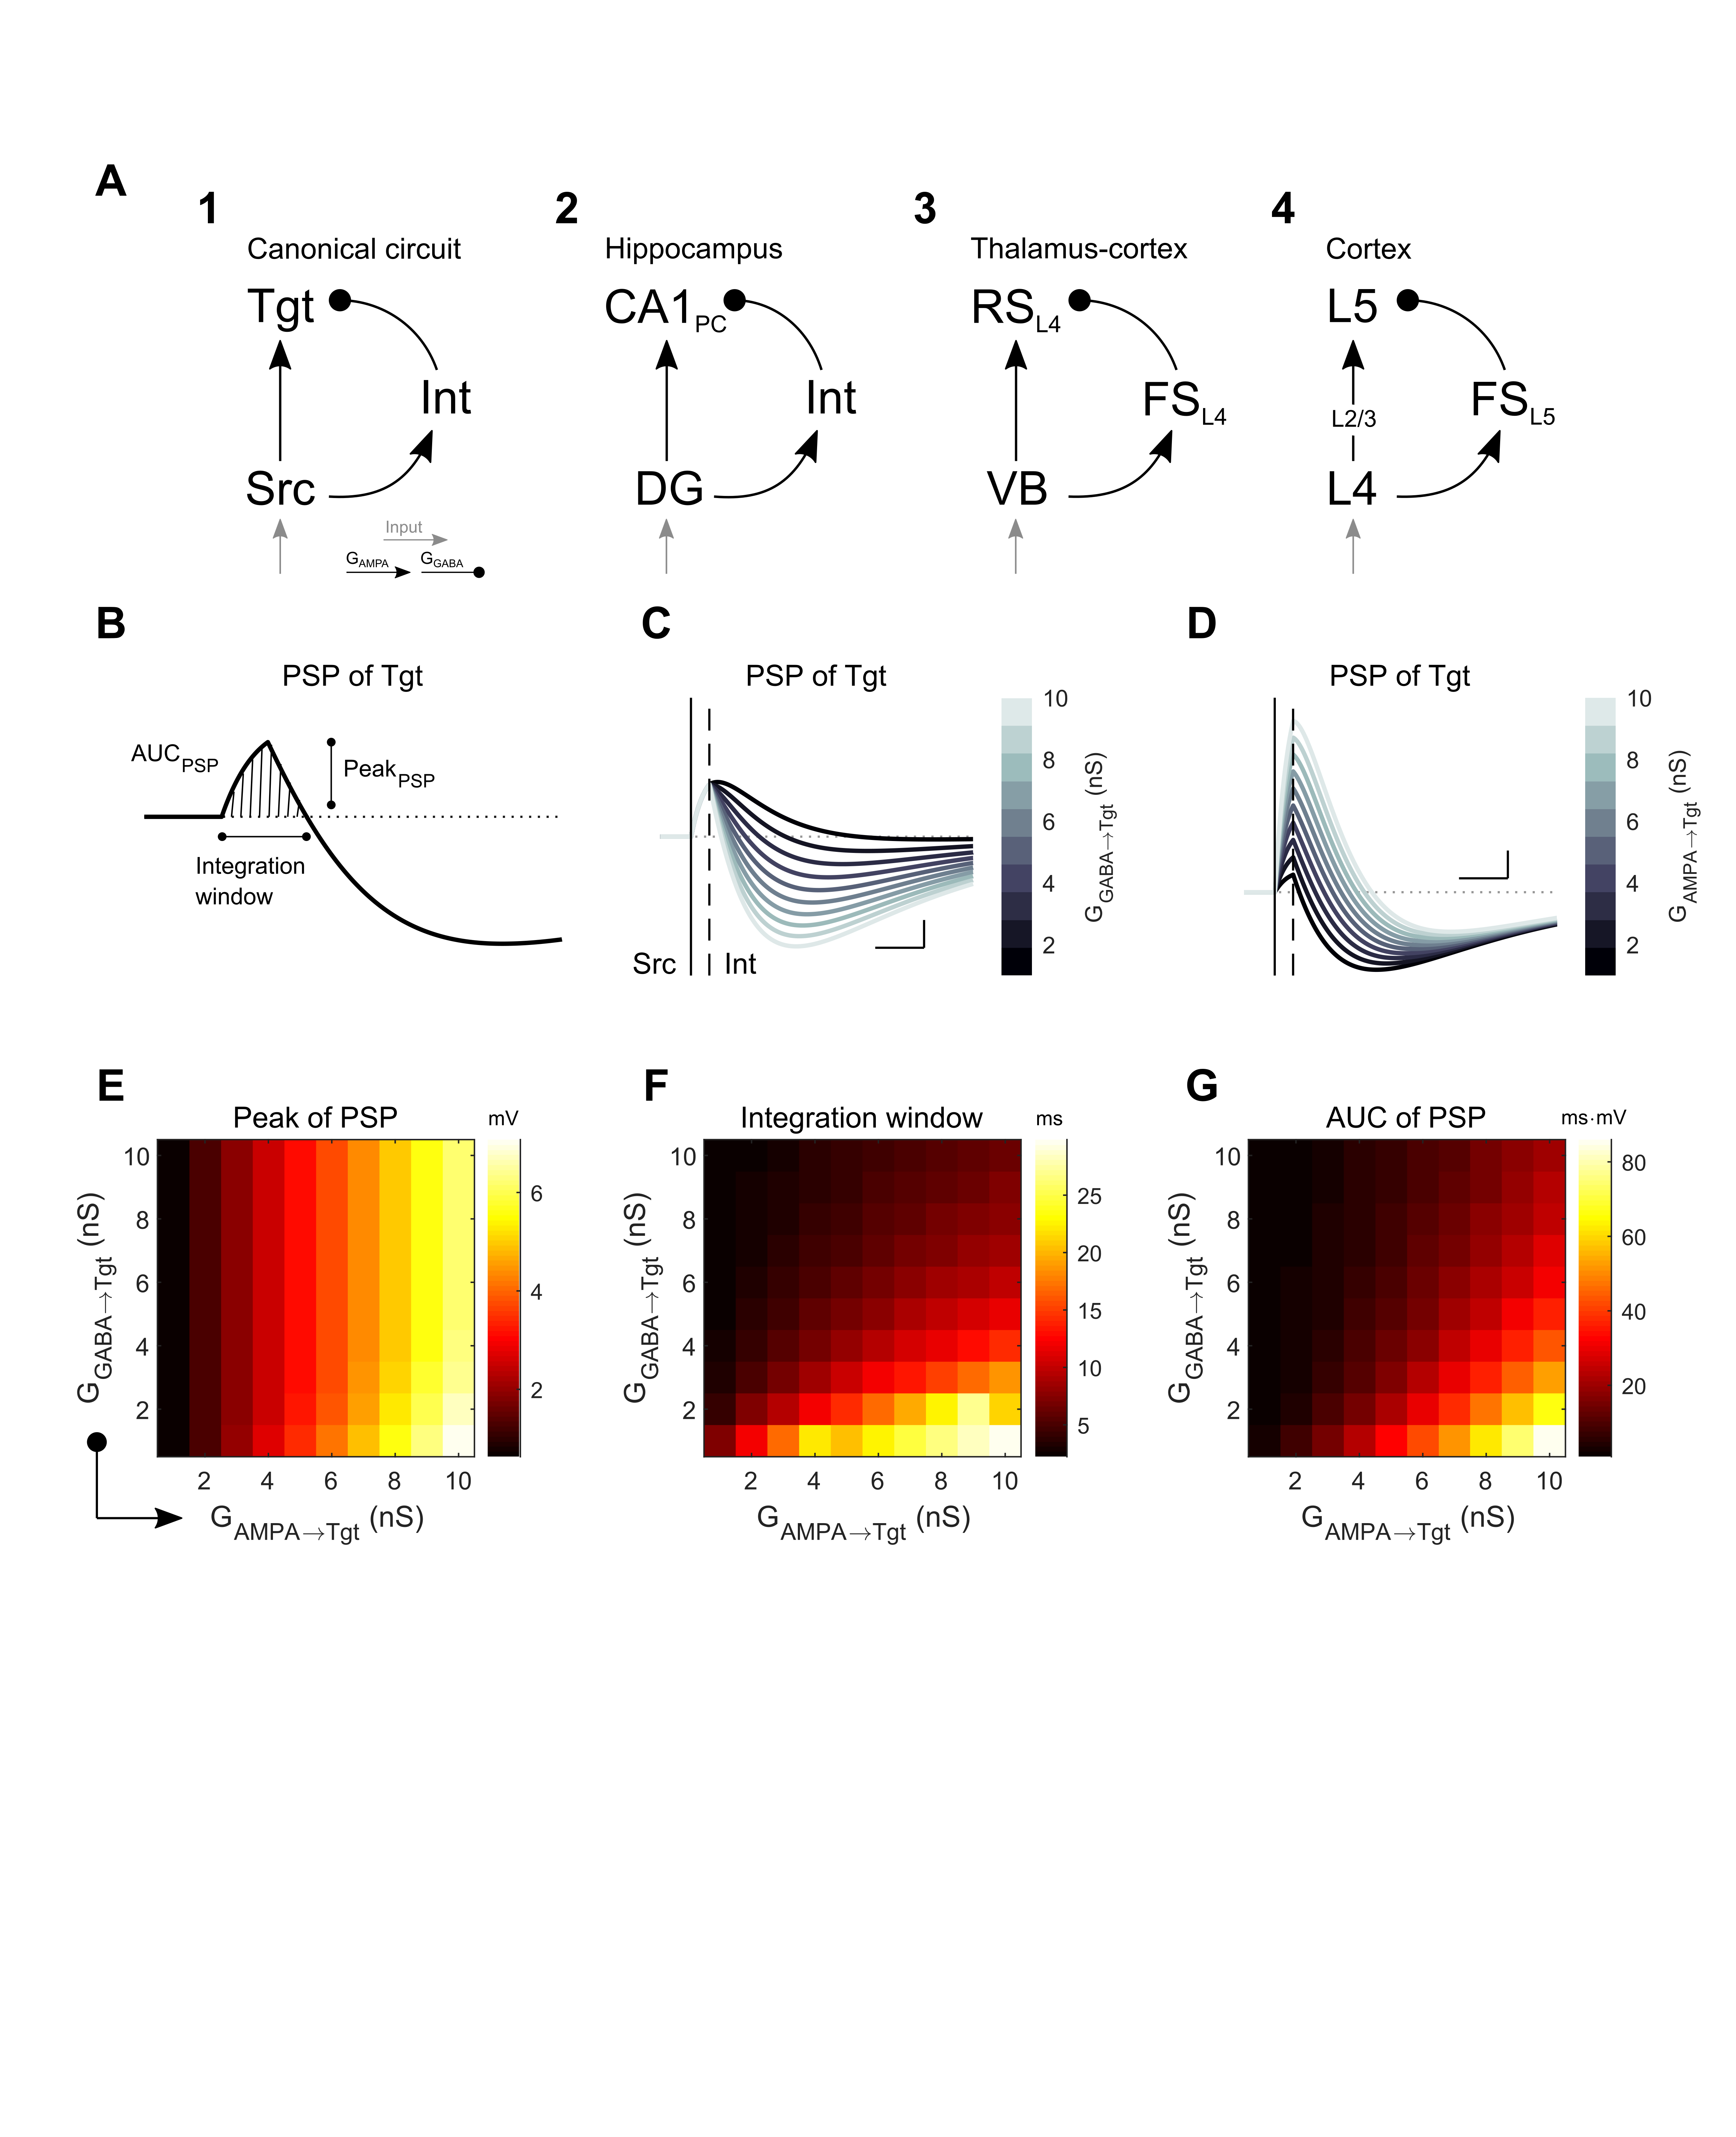 A
1 2 3 4
Canonical circuit Hippocampus Thalamus-cortex Cortex
Tgt CA1PC RSL4 L5
Int Int FSL4 L2/3 FSL5
Src DG VB L4
Input
GAMPA GGABA
B C D
PSP of Tgt PSP of Tgt PSP of Tgt
AUCPSP
PeakPSP
Integration
window
Src Int
10
8
6
4
2
GGABA→Tgt (nS)
10
8
6
4
2
GAMPA→Tgt (nS)
E
Peak of PSP mV
10
8
6
4
2
GGABA→Tgt (nS)
2 4 6 8 10
GAMPA→Tgt (nS)
6
4
2
F
Integration window ms
10
8
6
4
2
GGABA→Tgt (nS)
2 4 6 8 10
GAMPA→Tgt (nS)
25
20
15
10
5
G
AUC of PSP ms·mV
10
8
6
4
2
GGABA→Tgt (nS)
2 4 6 8 10
GAMPA→Tgt (nS)
80
60
40
20